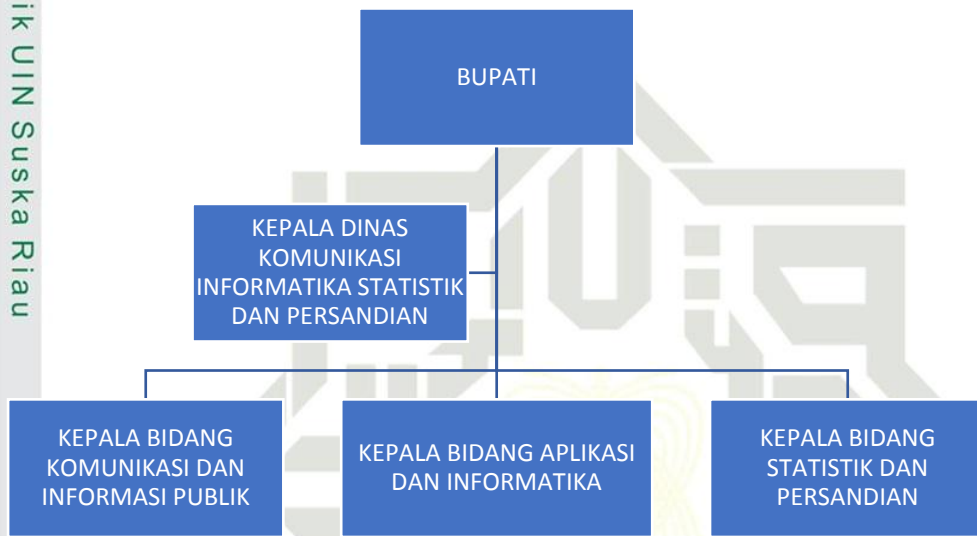 ik UIN Suska Riau
BUPATI
KEPALA DINAS
KOMUNIKASI
INFORMATIKA STATISTIK
DAN PERSANDIAN
KEPALA BIDANG
KOMUNIKASI DAN
INFORMASI PUBLIK
KEPALA BIDANG APLIKASI
DAN INFORMATIKA
KEPALA BIDANG
STATISTIK DAN
PERSANDIAN